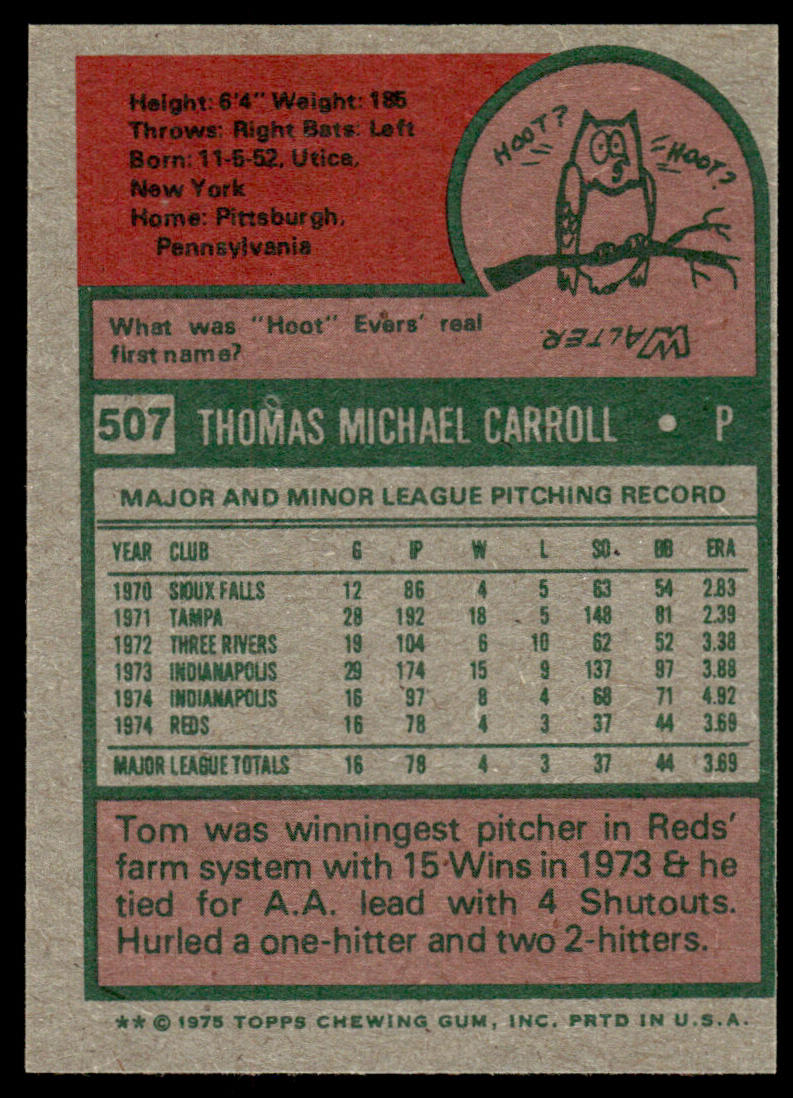 Height: 6'4" Weight: 185
Throws: Right Bats: Left
Born: 11-5-52, Utica,
New York
Home: Pittsburgh,
Pennsylvania
HOOT?
HOOT?
What was "Hoot" Evers' real
first name?
WALTER
507 THOMAS MICHAEL CARROLL • P
MAJOR AND MINOR LEAGUE PITCHING RECORD
YEAR CLUB G IP W L SO. BB ERA
1970 SIOUX FALLS 12 86 4 5 63 54 2.83
1971 TAMPA 28 192 18 5 148 81 2.39
1972 THREE RIVERS 19 104 6 10 62 52 3.38
1973 INDIANAPOLIS 29 174 15 9 137 97 3.88
1974 INDIANAPOLIS 16 97 8 4 68 71 4.92
1974 REDS 16 78 4 3 37 44 3.69
MAJOR LEAGUE TOTALS 16 78 4 3 37 44 3.69
Tom was winningest pitcher in Reds'
farm system with 15 Wins in 1973 & he
tied for A.A. lead with 4 Shutouts.
Hurled a one-hitter and two 2-hitters.
** © 1975 TOPPS CHEWING GUM, INC. PRTD IN U.S.A.